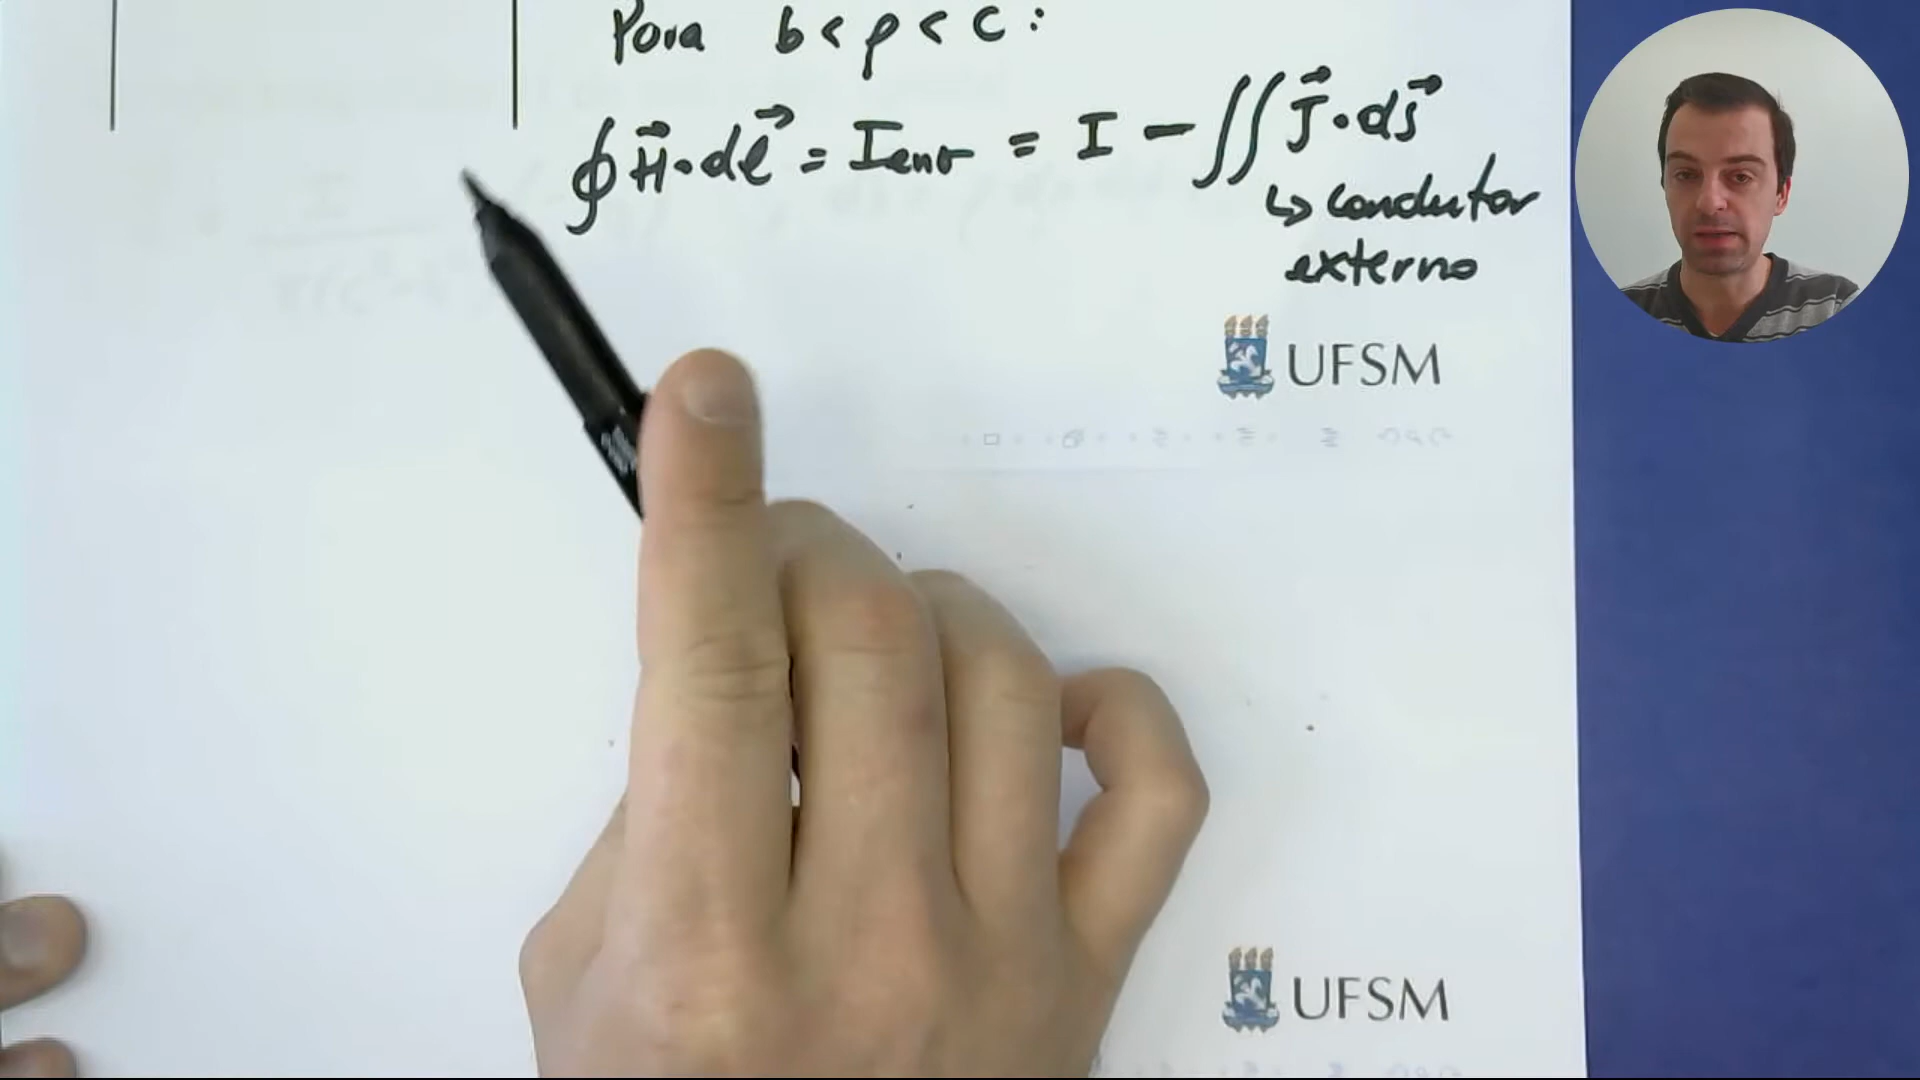 Para b < ρ < c :
∮ H⃗ · dℓ⃗ = Ienv = I − ∬ J⃗ · dS⃗
↳ condutor
externo
UFSM
UFSM